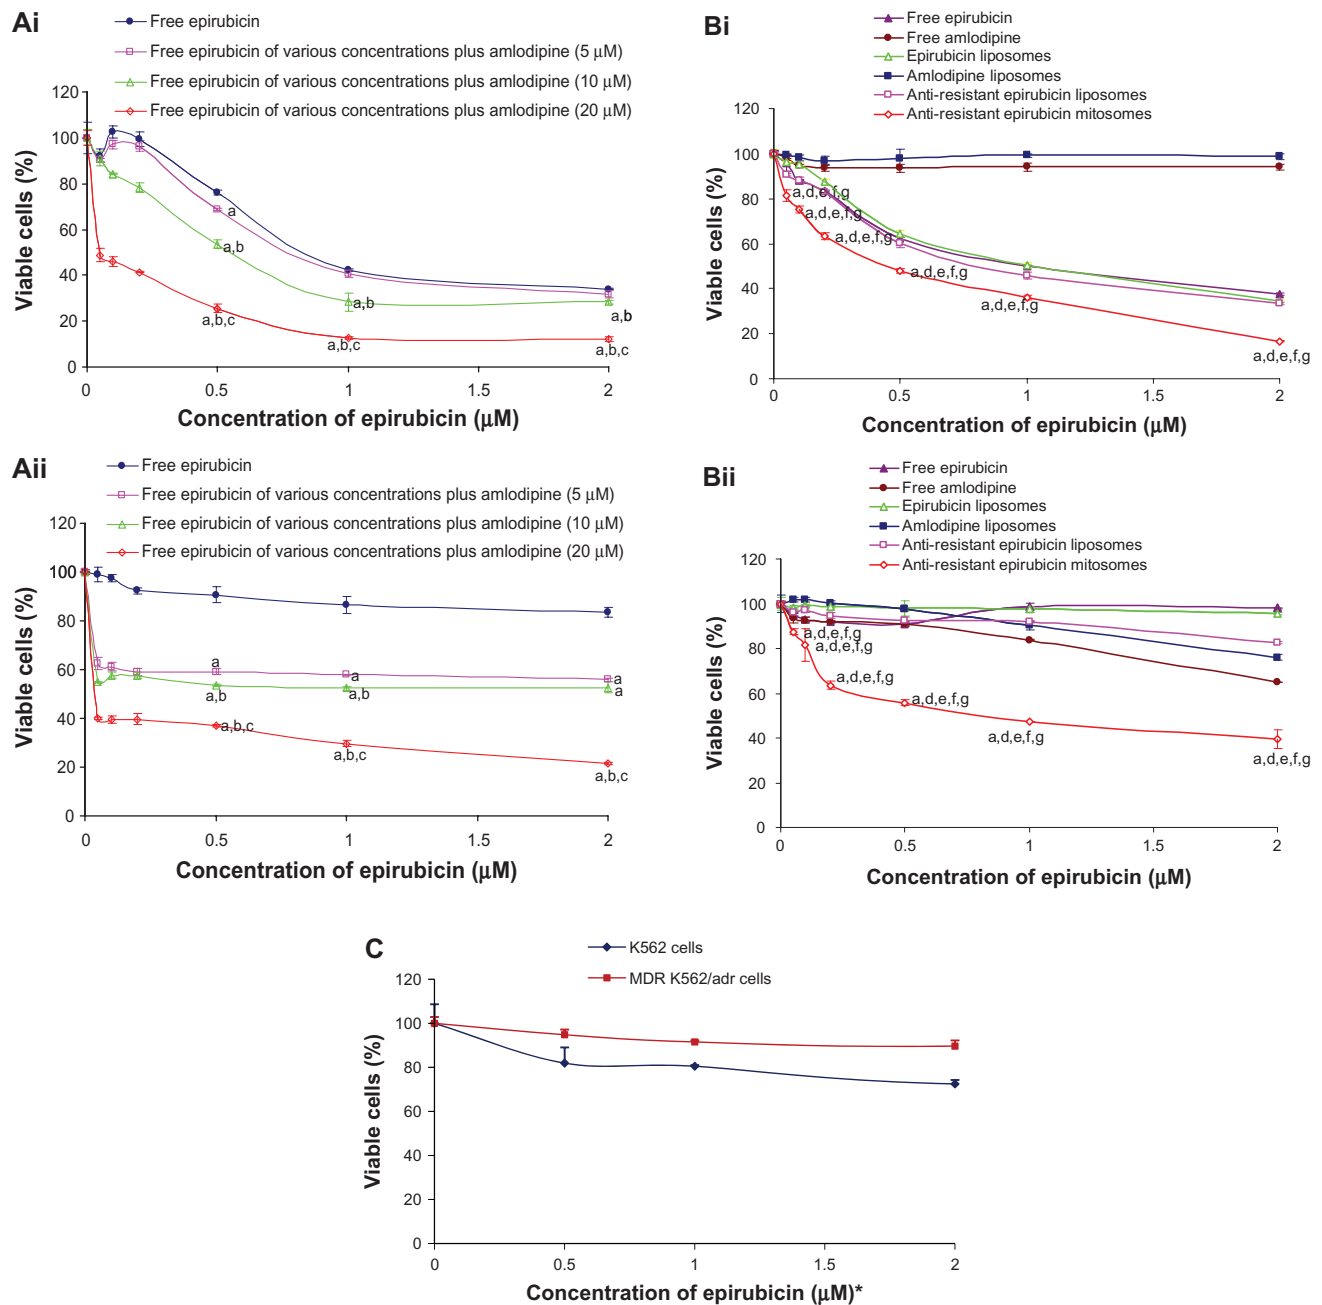 Ai
Free epirubicin
Free epirubicin of various concentrations plus amlodipine (5 μM)
Free epirubicin of various concentrations plus amlodipine (10 μM)
Free epirubicin of various concentrations plus amlodipine (20 μM)
Viable cells (%)
120
100
80
60
40
20
0
a
a,b
a,b
a,b
a,b,c
a,b,c
a,b,c
0
0.5
1
1.5
2
Concentration of epirubicin (μM)
Bi
Free epirubicin
Free amlodipine
Epirubicin liposomes
Amlodipine liposomes
Anti-resistant epirubicin liposomes
Anti-resistant epirubicin mitosomes
Viable cells (%)
120
100
80
60
40
20
0
a,d,e,f,g
a,d,e,f,g
a,d,e,f,g
a,d,e,f,g
a,d,e,f,g
a,d,e,f,g
0
0.5
1
1.5
2
Concentration of epirubicin (μM)
Aii
Free epirubicin
Free epirubicin of various concentrations plus amlodipine (5 μM)
Free epirubicin of various concentrations plus amlodipine (10 μM)
Free epirubicin of various concentrations plus amlodipine (20 μM)
Viable cells (%)
120
100
80
60
40
20
0
a
a
a
a,b
a,b
a
a,b,c
a,b,c
a,b,c
0
0.5
1
1.5
2
Concentration of epirubicin (μM)
Bii
Free epirubicin
Free amlodipine
Epirubicin liposomes
Amlodipine liposomes
Anti-resistant epirubicin liposomes
Anti-resistant epirubicin mitosomes
Viable cells (%)
120
100
80
60
40
20
0
a,d,e,f,g
a,d,e,f,g
a,d,e,f,g
a,d,e,f,g
a,d,e,f,g
a,d,e,f,g
0
0.5
1
1.5
2
Concentration of epirubicin (μM)
C
K562 cells
MDR K562/adr cells
Viable cells (%)
120
100
80
60
40
20
0
0
0.5
1
1.5
2
Concentration of epirubicin (μM)*